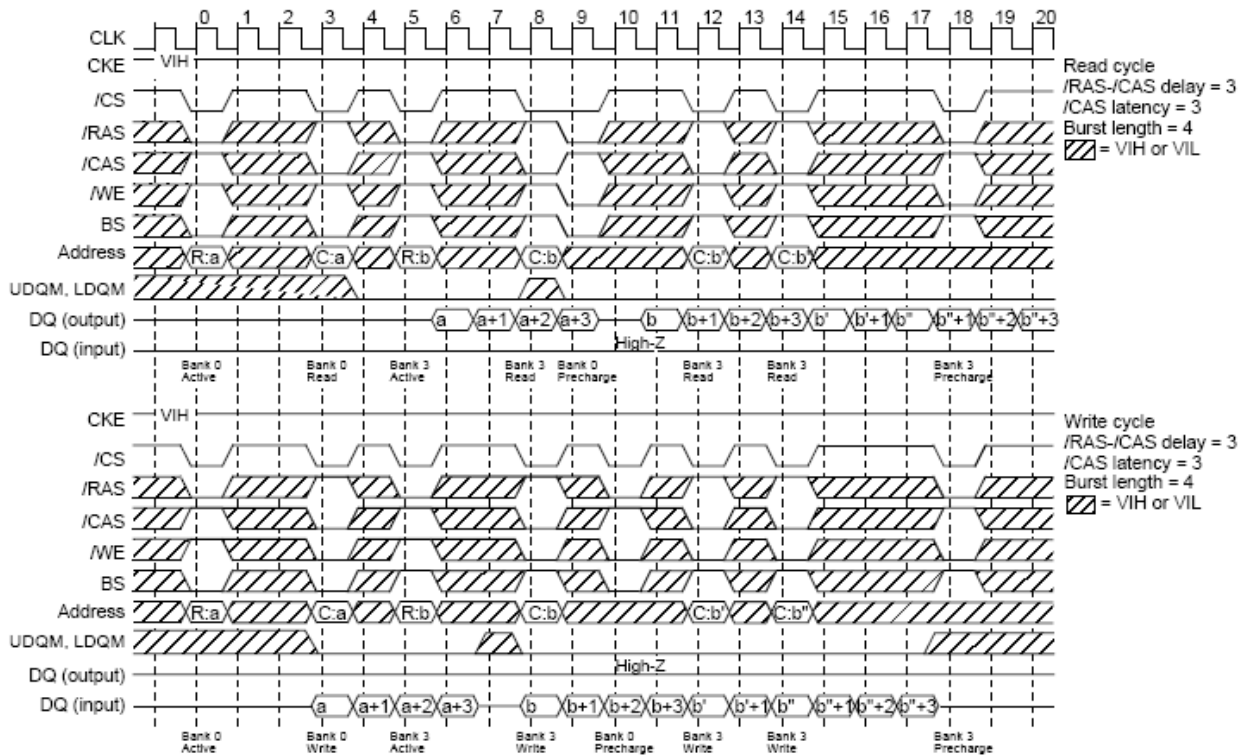 0 1 2 3 4 5 6 7 8 9 10 11 12 13 14 15 16 17 18 19 20
CLK
CKE VIH
/CS
/RAS
/CAS
/WE
BS
Address R:a C:a R:b C:b C:b' C:b"
UDQM, LDQM
DQ (output) a a+1 a+2 a+3 b b+1 b+2 b+3 b' b'+1 b" b"+1 b"+2 b"+3
DQ (input) High-Z
Bank 0 Bank 0 Bank 3 Bank 3 Bank 0 Bank 3 Bank 3 Bank 3
Active Read Active Read Precharge Read Read Precharge
Read cycle
/RAS-/CAS delay = 3
/CAS latency = 3
Burst length = 4
= VIH or VIL
CKE VIH
/CS
/RAS
/CAS
/WE
BS
Address R:a C:a R:b C:b C:b' C:b"
UDQM, LDQM
DQ (output) High-Z
DQ (input) a a+1 a+2 a+3 b b+1 b+2 b+3 b' b'+1 b" b"+1 b"+2 b"+3
Bank 0 Bank 0 Bank 3 Bank 3 Bank 0 Bank 3 Bank 3 Bank 3
Active Write Active Write Precharge Write Write Precharge
Write cycle
/RAS-/CAS delay = 3
/CAS latency = 3
Burst length = 4
= VIH or VIL